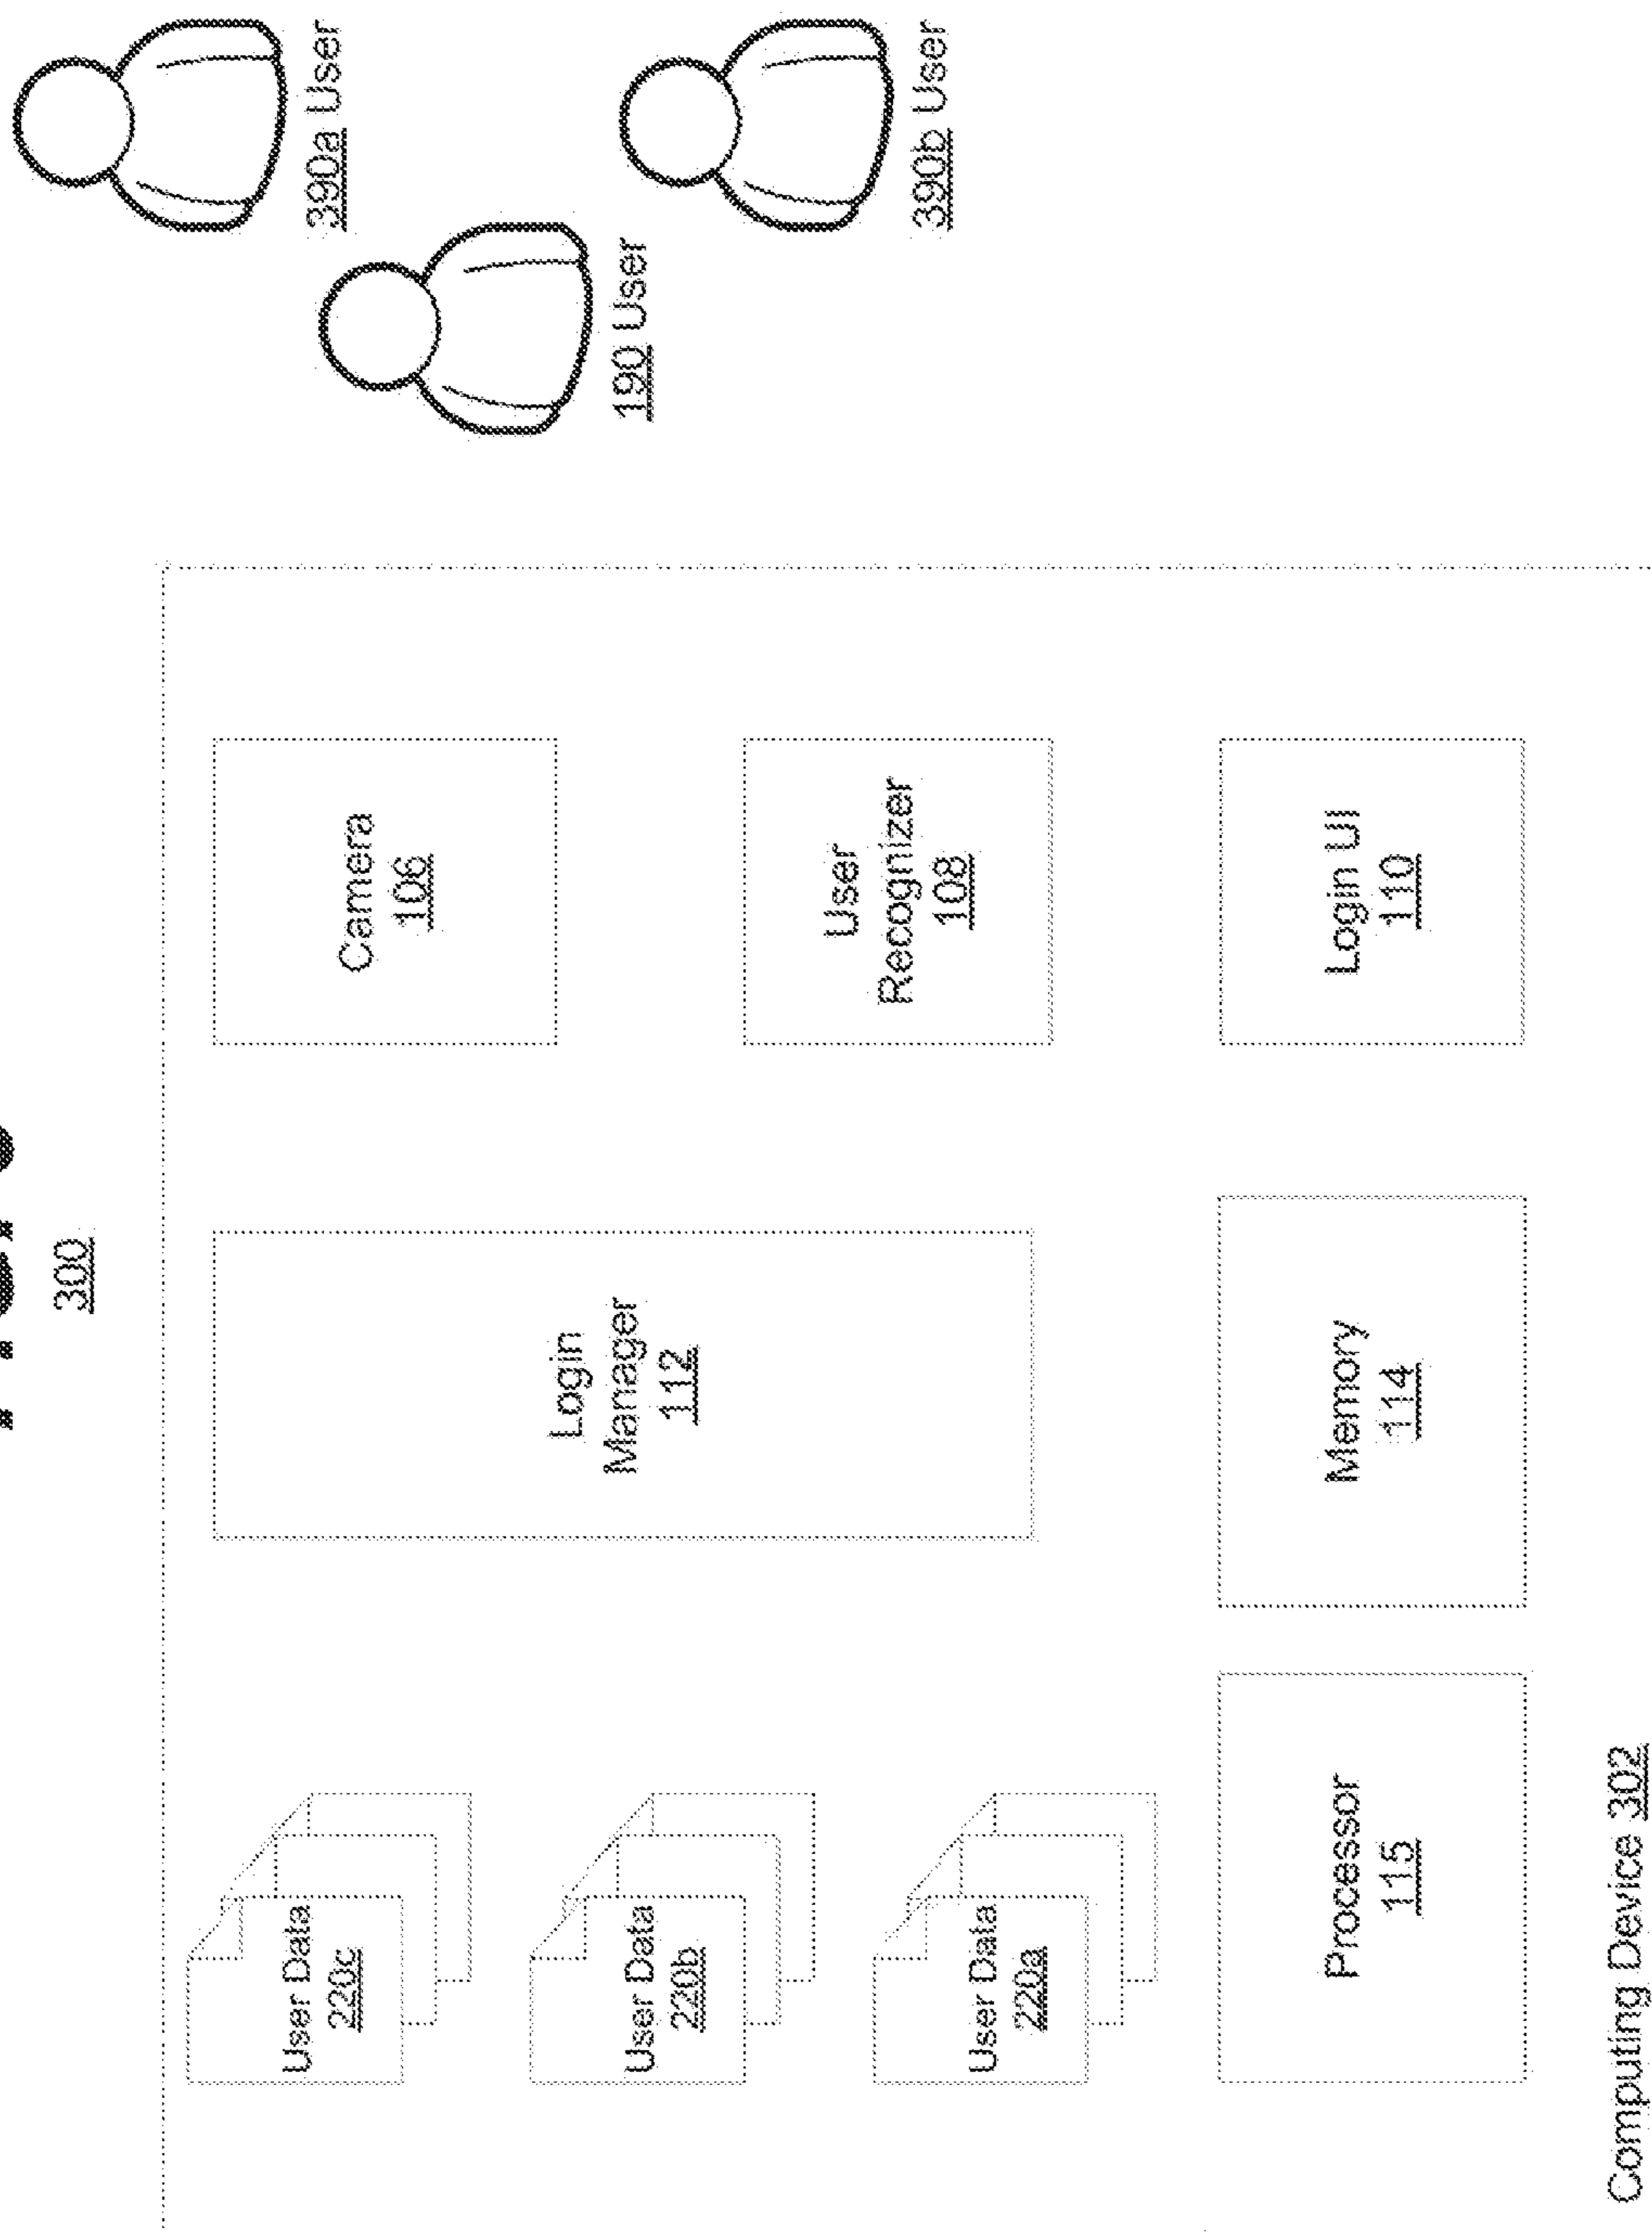 300
User Data
220c
Camera
106
390a User
Login
Manager
112
190 User
User Data
220b
User
Recognizer
108
390b User
User Data
220a
Processor
115
Memory
114
Login UI
110
Computing Device 302